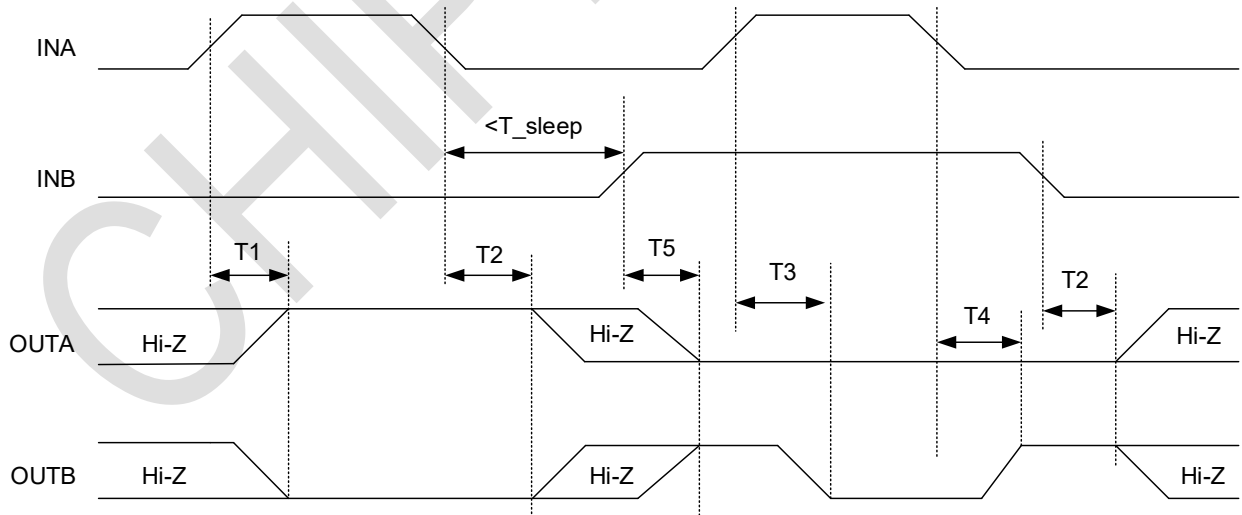 INA
<T_sleep
INB
T1
T2
T5
T3
T2
T4
OUTA
Hi-Z
Hi-Z
Hi-Z
OUTB
Hi-Z
Hi-Z
Hi-Z